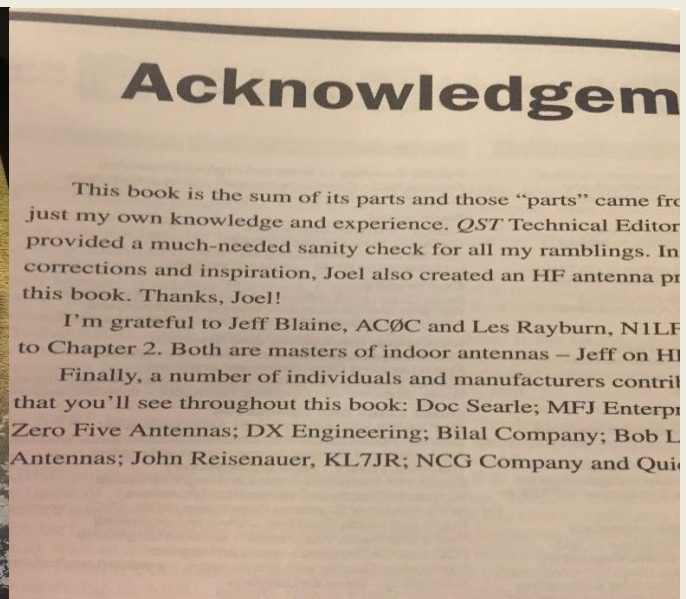 Acknowledgem
This book is the sum of its parts and those “parts” came fro
just my own knowledge and experience. QST Technical Editor
provided a much-needed sanity check for all my ramblings. In
corrections and inspiration, Joel also created an HF antenna pr
this book. Thanks, Joel!
I’m grateful to Jeff Blaine, ACØC and Les Rayburn, N1LF
to Chapter 2. Both are masters of indoor antennas – Jeff on H
Finally, a number of individuals and manufacturers contri
that you’ll see throughout this book: Doc Searle; MFJ Enterpr
Zero Five Antennas; DX Engineering; Bilal Company; Bob L
Antennas; John Reisenauer, KL7JR; NCG Company and Qui